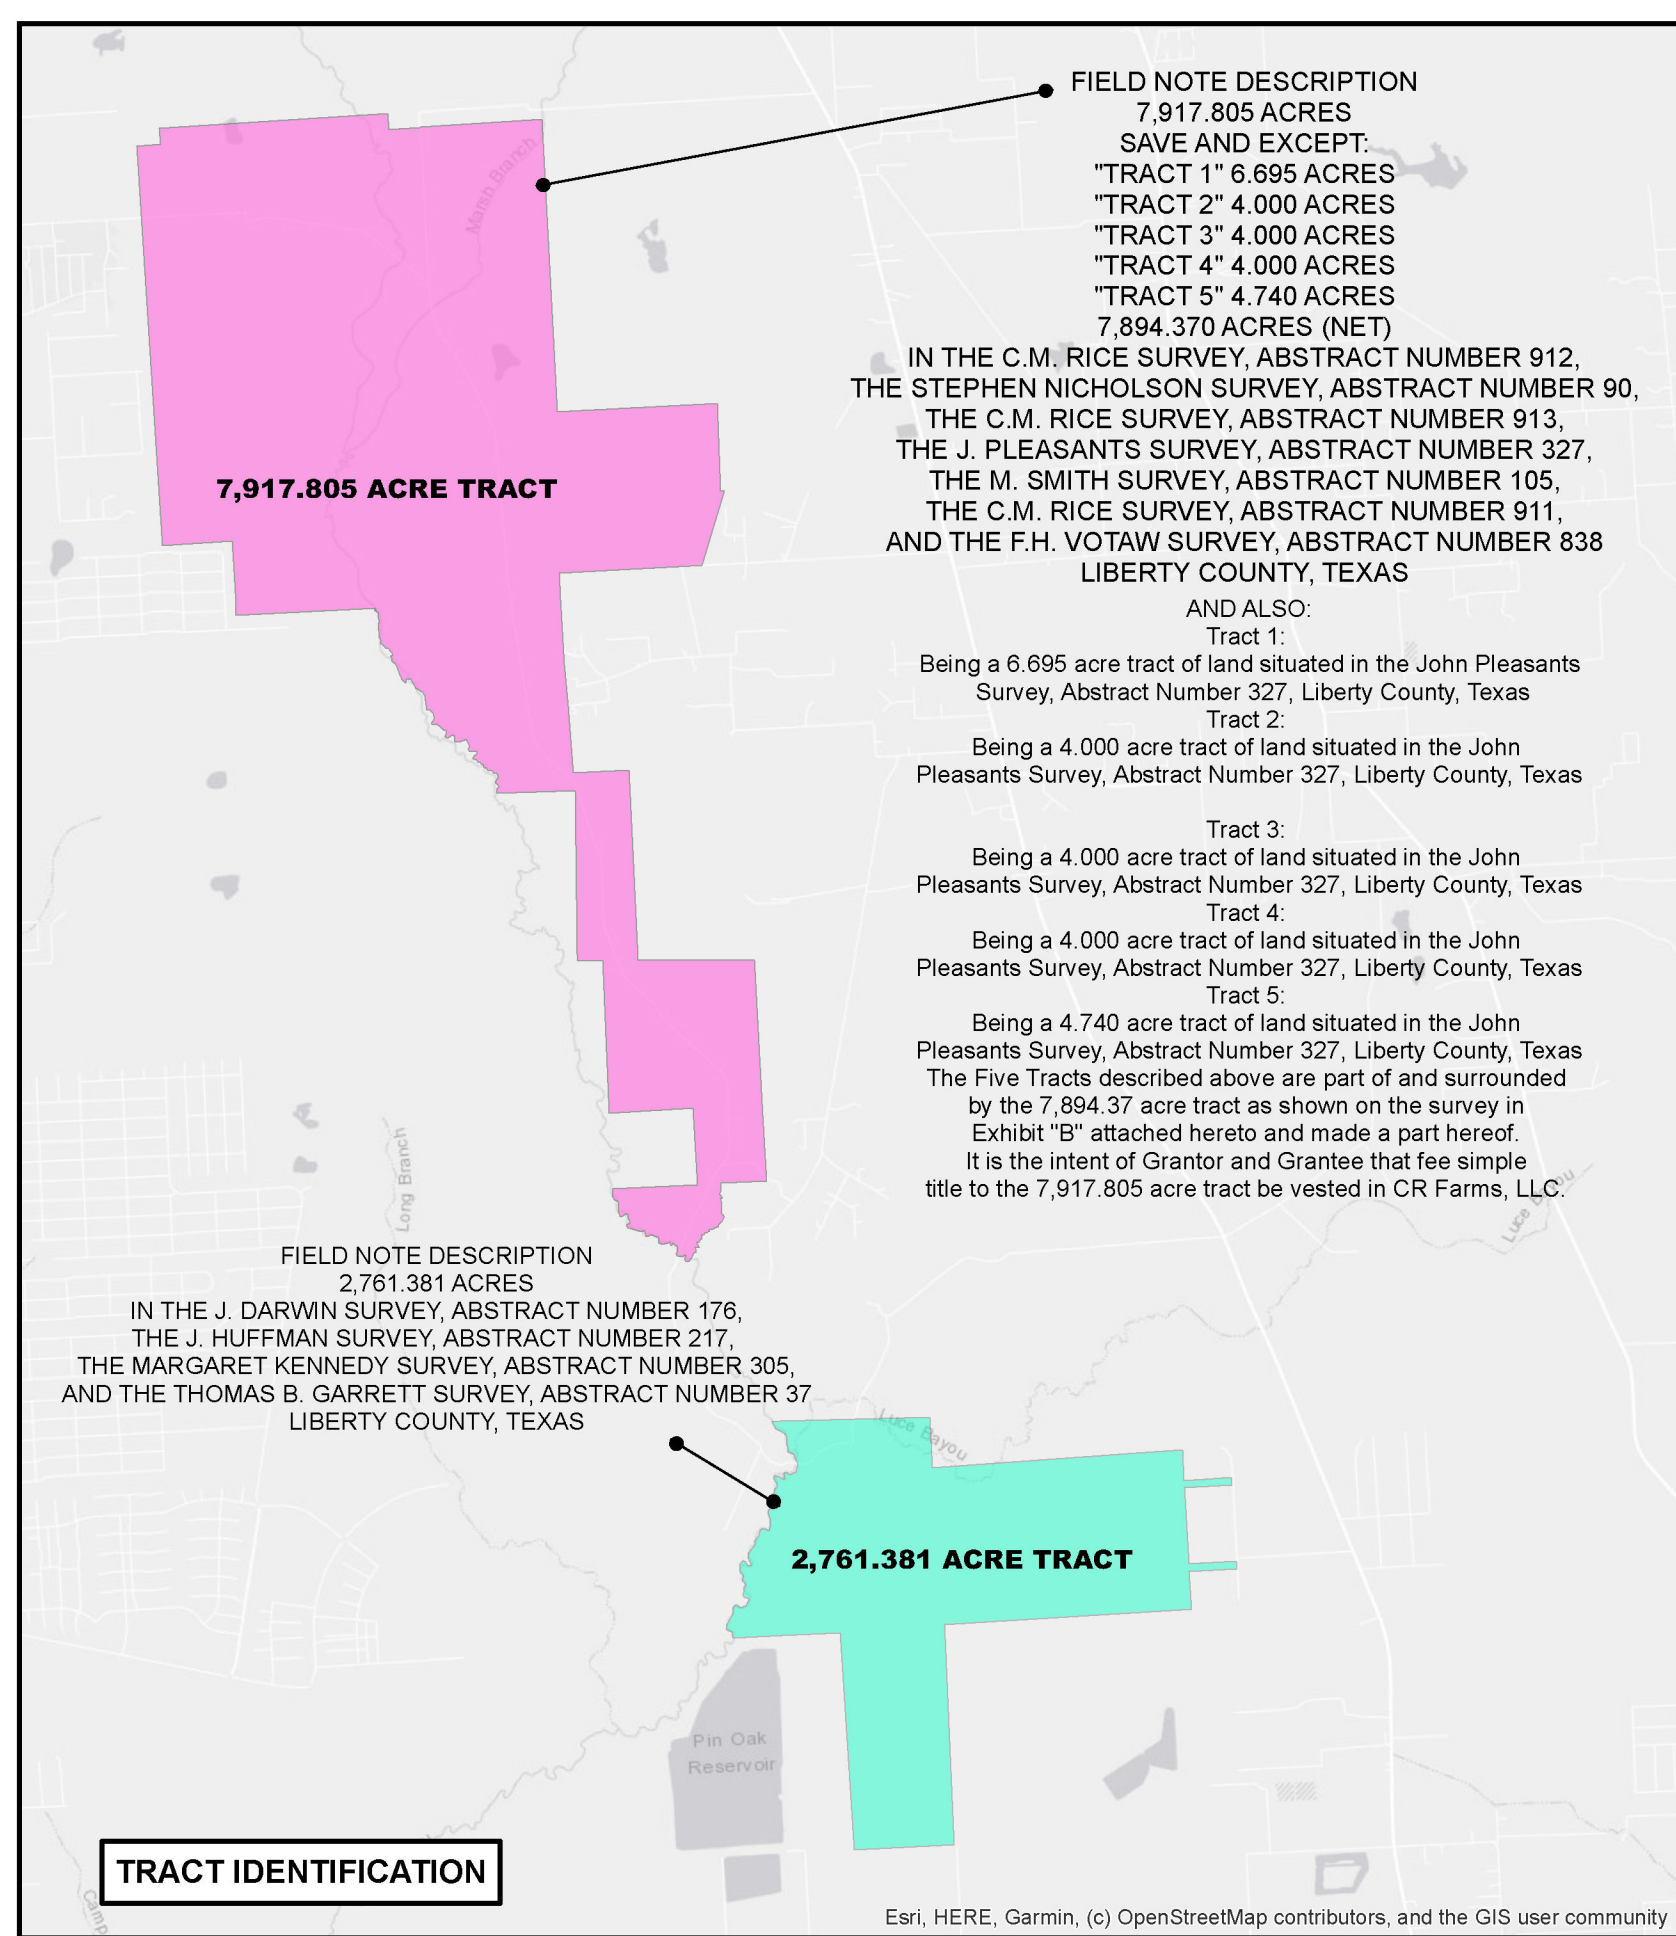 FIELD NOTE DESCRIPTION
7,917.805 ACRES
SAVE AND EXCEPT:
"TRACT 1" 6.695 ACRES
"TRACT 2" 4.000 ACRES
"TRACT 3" 4.000 ACRES
"TRACT 4" 4.000 ACRES
"TRACT 5" 4.740 ACRES
7,894.370 ACRES (NET)
IN THE C.M. RICE SURVEY, ABSTRACT NUMBER 912,
THE STEPHEN NICHOLSON SURVEY, ABSTRACT NUMBER 90,
THE C.M. RICE SURVEY, ABSTRACT NUMBER 913,
THE J. PLEASANTS SURVEY, ABSTRACT NUMBER 327,
THE M. SMITH SURVEY, ABSTRACT NUMBER 105,
THE C.M. RICE SURVEY, ABSTRACT NUMBER 911,
AND THE F.H. VOTAW SURVEY, ABSTRACT NUMBER 838
LIBERTY COUNTY, TEXAS
AND ALSO:
Tract 1:
Being a 6.695 acre tract of land situated in the John Pleasants
Survey, Abstract Number 327, Liberty County, Texas
Tract 2:
Being a 4.000 acre tract of land situated in the John
Pleasants Survey, Abstract Number 327, Liberty County, Texas
Tract 3:
Being a 4.000 acre tract of land situated in the John
Pleasants Survey, Abstract Number 327, Liberty County, Texas
Tract 4:
Being a 4.000 acre tract of land situated in the John
Pleasants Survey, Abstract Number 327, Liberty County, Texas
Tract 5:
Being a 4.740 acre tract of land situated in the John
Pleasants Survey, Abstract Number 327, Liberty County, Texas
The Five Tracts described above are part of and surrounded
by the 7,894.37 acre tract as shown on the survey in
Exhibit "B" attached hereto and made a part hereof.
It is the intent of Grantor and Grantee that fee simple
title to the 7,917.805 acre tract be vested in CR Farms, LLC.
Marsh Branch
7,917.805 ACRE TRACT
Long Branch
Luce Bayou
FIELD NOTE DESCRIPTION
2,761.381 ACRES
IN THE J. DARWIN SURVEY, ABSTRACT NUMBER 176,
THE J. HUFFMAN SURVEY, ABSTRACT NUMBER 217,
THE MARGARET KENNEDY SURVEY, ABSTRACT NUMBER 305,
AND THE THOMAS B. GARRETT SURVEY, ABSTRACT NUMBER 37
LIBERTY COUNTY, TEXAS
Luce Bayou
2,761.381 ACRE TRACT
Pin Oak
Reservoir
TRACT IDENTIFICATION
Camp
Esri, HERE, Garmin, (c) OpenStreetMap contributors, and the GIS user community